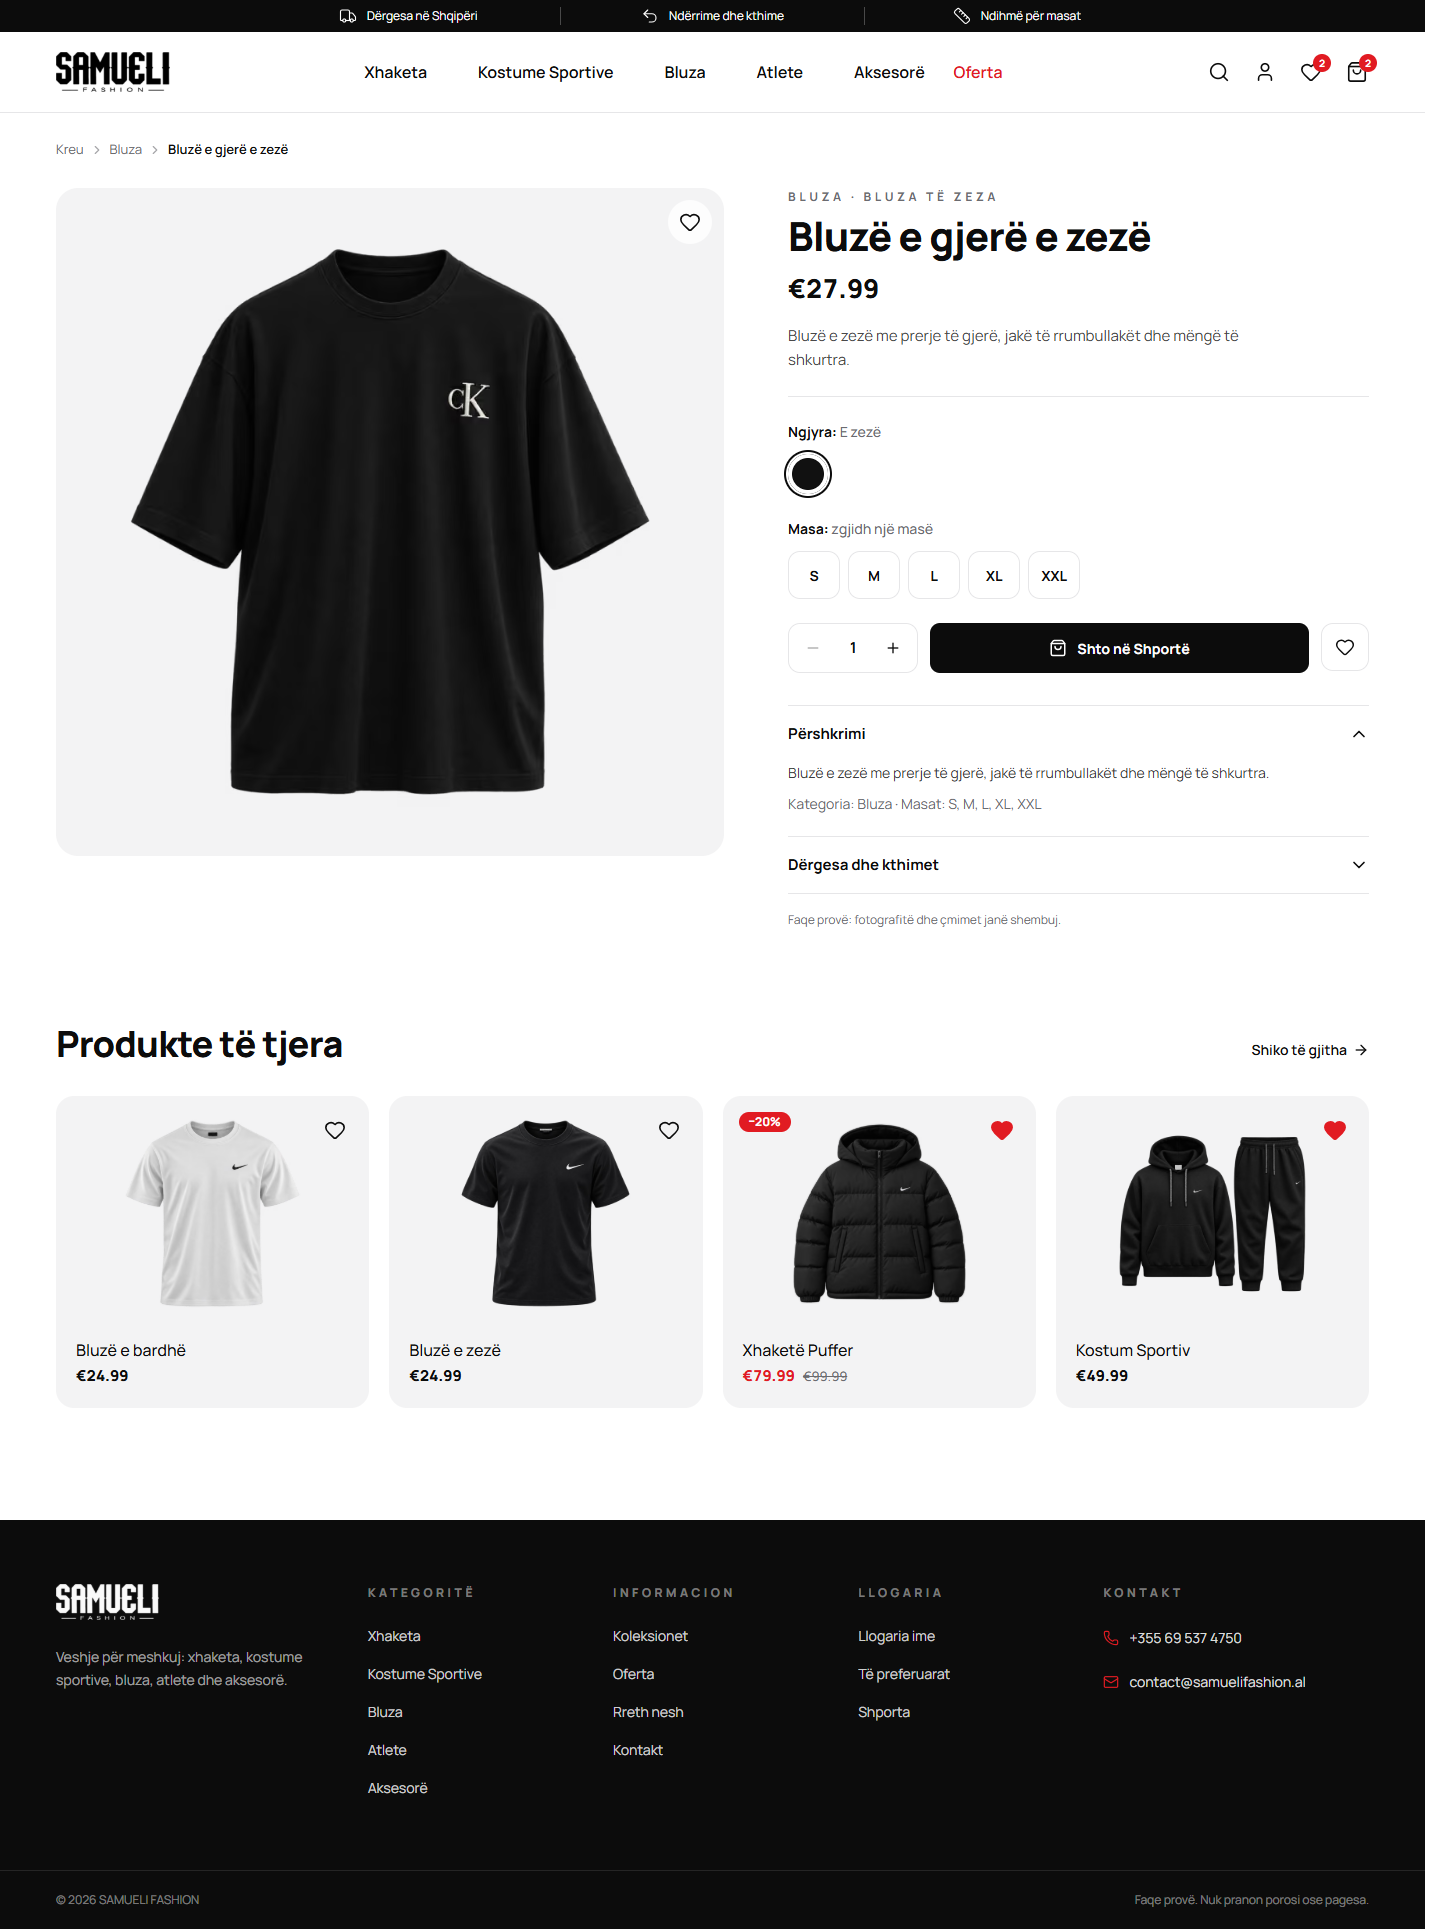 Dërgesa në Shqipëri
Ndërrime dhe kthime
Ndihmë për masat
SAMUELI
FASHION
Xhaketa
Kostume Sportive
Bluza
Atlete
Aksesorë
Oferta
2
2
Kreu > Bluza > Bluzë e gjerë e zezë
CK
BLUZA · BLUZA TË ZEZA
Bluzë e gjerë e zezë
€27.99
Bluzë e zezë me prerje të gjerë, jakë të rrumbullakët dhe mëngë të
shkurtra.
Ngjyra: E zezë
Masa: zgjidh një masë
S
M
L
XL
XXL
− 1 +
Shto në Shportë
Përshkrimi
Bluzë e zezë me prerje të gjerë, jakë të rrumbullakët dhe mëngë të shkurtra.
Kategoria: Bluza · Masat: S, M, L, XL, XXL
Dërgesa dhe kthimet
Faqe provë: fotografitë dhe çmimet janë shembuj.
Produkte të tjera
Shiko të gjitha →
Bluzë e bardhë
€24.99
Bluzë e zezë
€24.99
−20%
Xhaketë Puffer
€79.99 €99.99
Kostum Sportiv
€49.99
SAMUELI
FASHION
Veshje për meshkuj: xhaketa, kostume
sportive, bluza, atlete dhe aksesorë.
KATEGORITË
Xhaketa
Kostume Sportive
Bluza
Atlete
Aksesorë
INFORMACION
Koleksionet
Oferta
Rreth nesh
Kontakt
LLOGARIA
Llogaria ime
Të preferuarat
Shporta
KONTAKT
+355 69 537 4750
contact@samuelifashion.al
© 2026 SAMUELI FASHION
Faqe provë. Nuk pranon porosi ose pagesa.